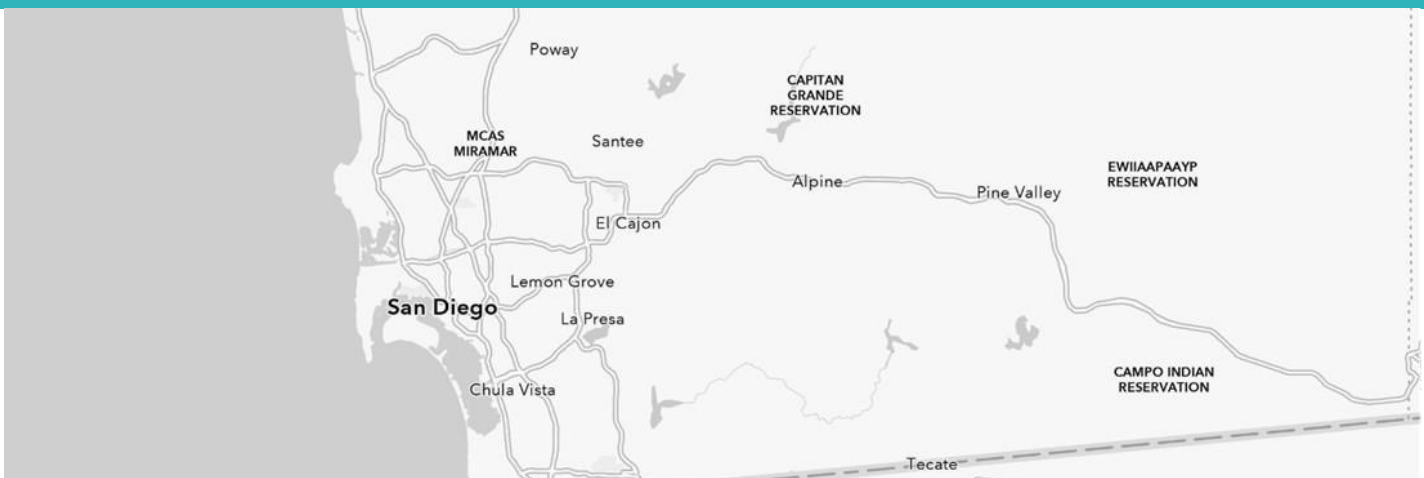 Poway
CAPITAN
GRANDE
RESERVATION
MCAS
MIRAMAR
Santee
EWIIAAPAAYP
RESERVATION
Alpine
Pine Valley
El Cajon
Lemon Grove
San Diego
La Presa
CAMPO INDIAN
RESERVATION
Chula Vista
Tecate